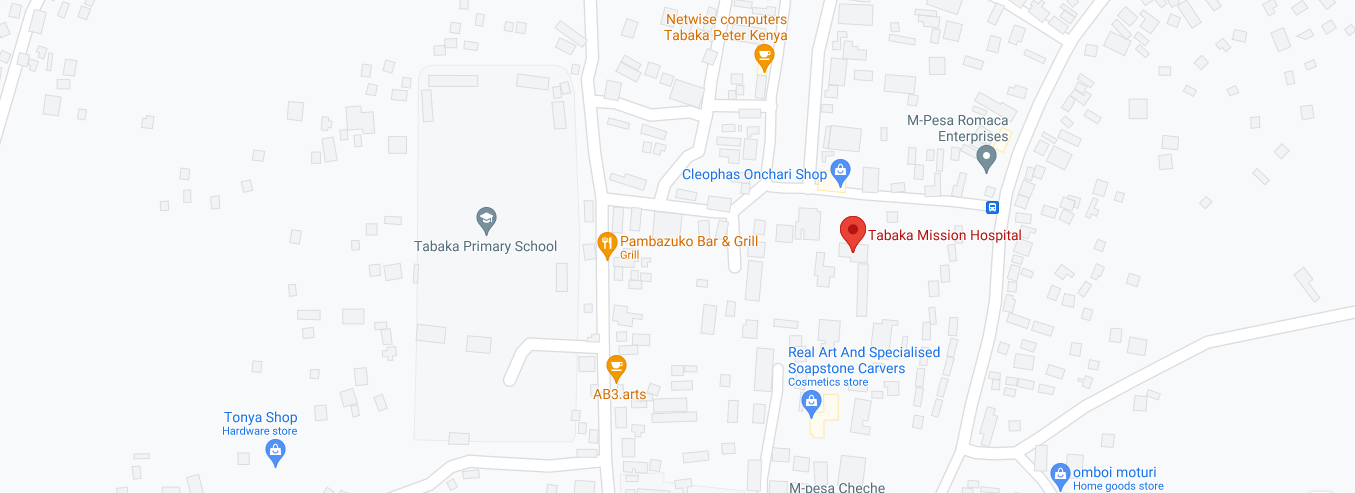 Netwise computers
Tabaka Peter Kenya
M-Pesa Romaca
Enterprises
Cleophas Onchari Shop
Tabaka Primary School
Pambazuko Bar & Grill
Grill
Tabaka Mission Hospital
Real Art And Specialised
Soapstone Carvers
Cosmetics store
AB3.arts
Tonya Shop
Hardware store
omboi moturi
Home goods store
M-pesa Cheche